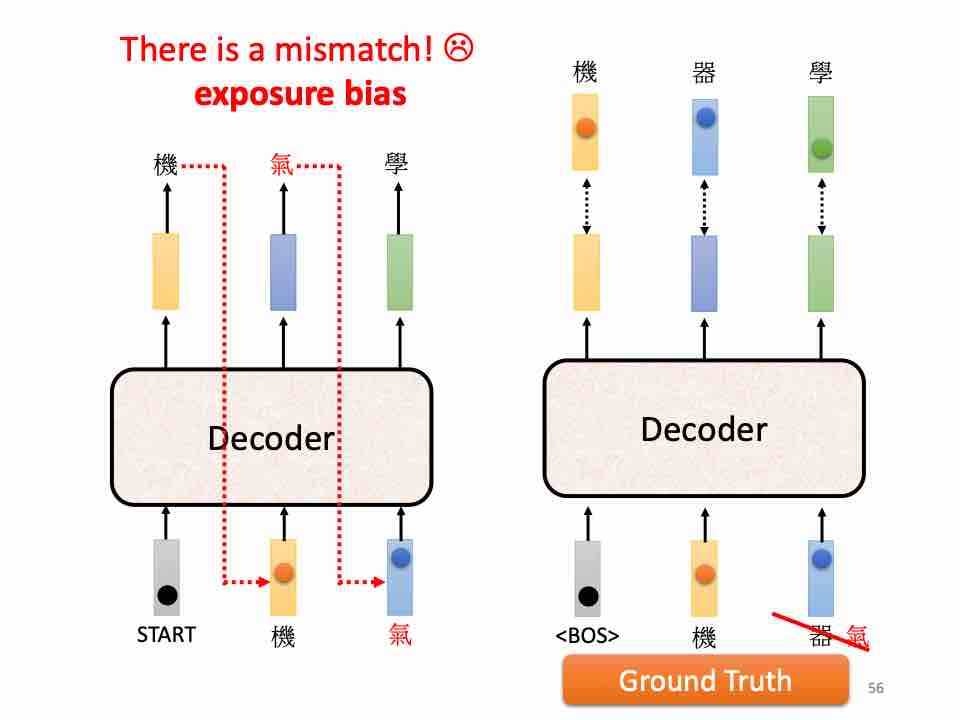 There is a mismatch! ☹
exposure bias
機 氣 學
Decoder
START 機 氣
機 器 學
Decoder
<BOS> 機 器 氣
Ground Truth
56